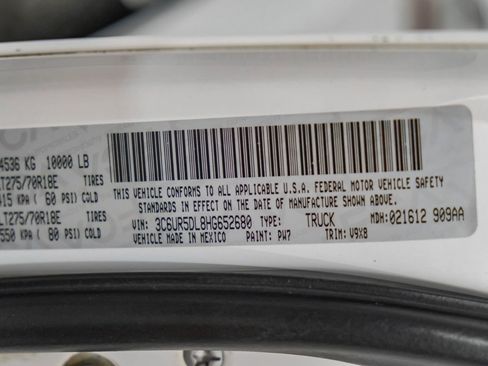 4536 KG 10000 LB
LT275/70R18E TIRES
415 KPA ( 60 PSI) COLD
LT275/70R18E TIRES
550 KPA ( 80 PSI) COLD
THIS VEHICLE CONFORMS TO ALL APPLICABLE U.S.A. FEDERAL MOTOR VEHICLE SAFETY
STANDARDS IN EFFECT ON THE DATE OF MANUFACTURE SHOWN ABOVE.
VIN: 3C6UR5DL8HG652680 TYPE: TRUCK MDH: 021612 909AA
VEHICLE MADE IN MEXICO PAINT: PW7 TRIM: V9X8